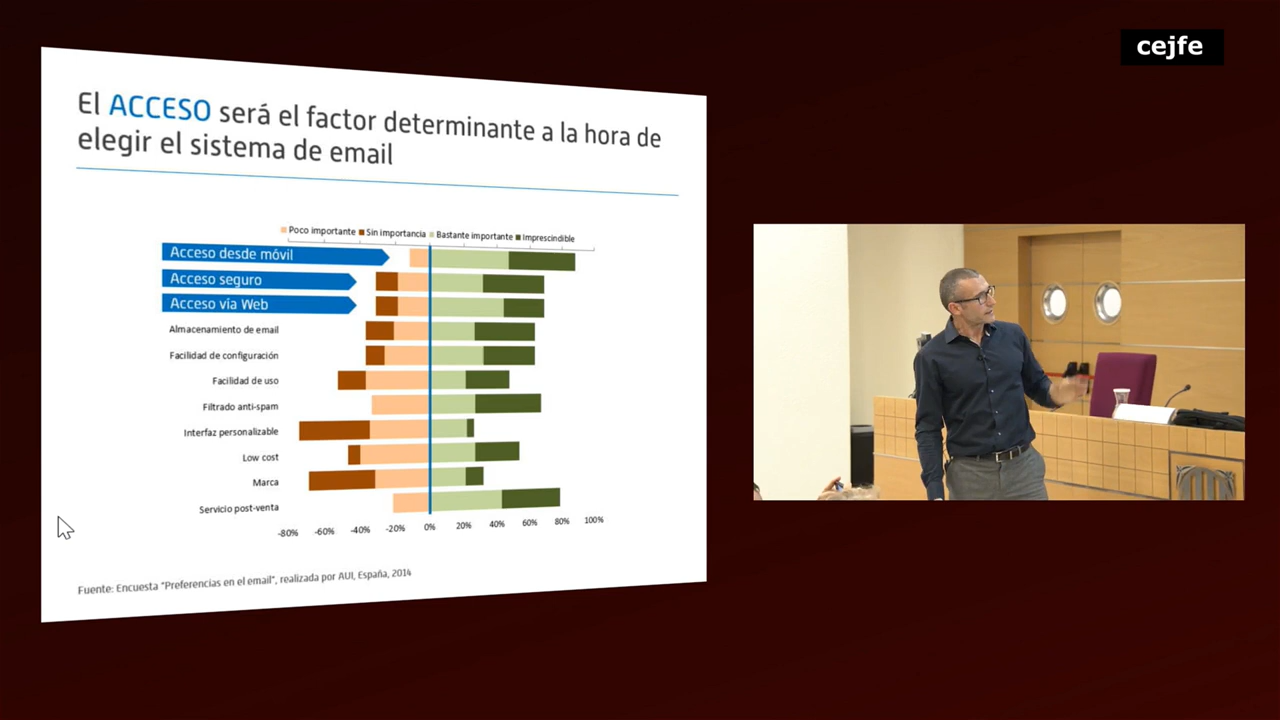 cejfe
El ACCESO será el factor determinante a la hora de
elegir el sistema de email
Poco importante Sin importancia Bastante importante Imprescindible
Acceso desde móvil
Acceso seguro
Acceso vía Web
Almacenamiento de email
Facilidad de configuración
Facilidad de uso
Filtrado anti-spam
Interfaz personalizable
Low cost
Marca
Servicio post-venta
-80% -60% -40% -20% 0% 20% 40% 60% 80% 100%
Fuente: Encuesta "Preferencias en el email", realizada por AUI, España, 2014